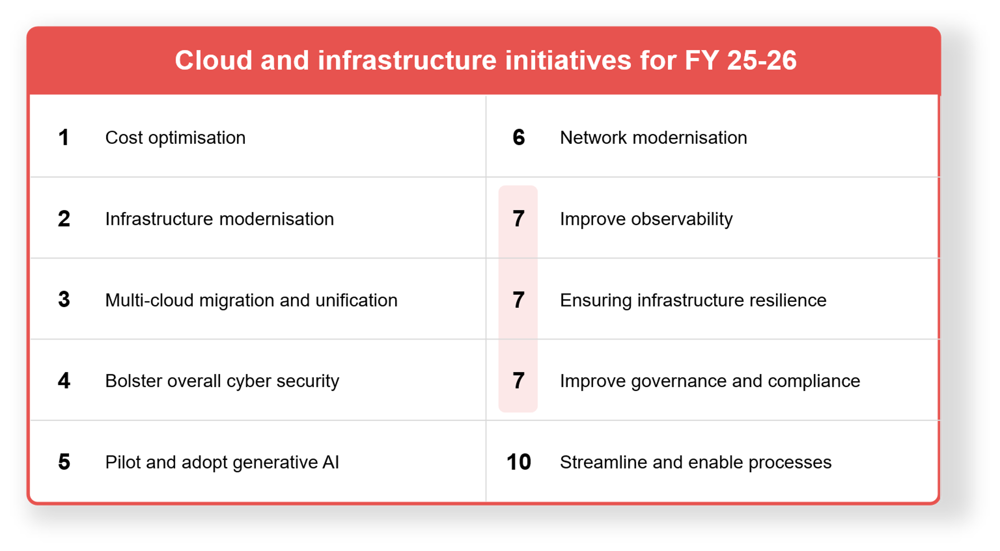 Cloud and infrastructure initiatives for FY 25-26
1 Cost optimisation
2 Infrastructure modernisation
3 Multi-cloud migration and unification
4 Bolster overall cyber security
5 Pilot and adopt generative AI
6 Network modernisation
7 Improve observability
7 Ensuring infrastructure resilience
7 Improve governance and compliance
10 Streamline and enable processes